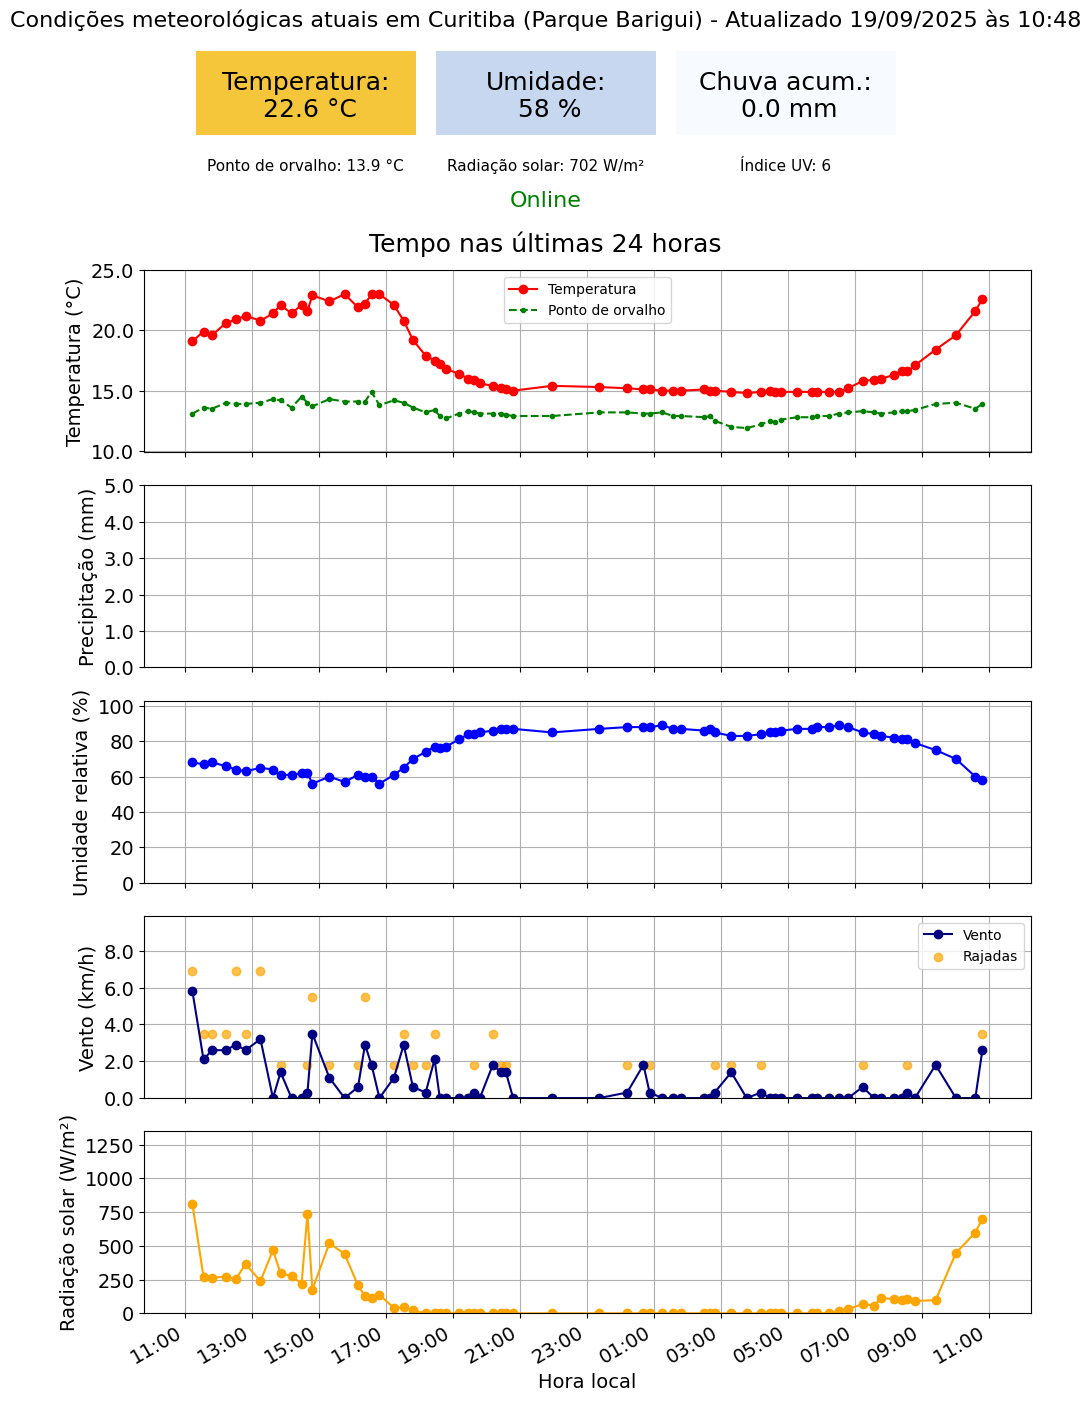 Condições meteorológicas atuais em Curitiba (Parque Barigui) - Atualizado 19/09/2025 às 10:48
Temperatura:
22.6 °C
Umidade:
58 %
Chuva acum.:
0.0 mm
Ponto de orvalho: 13.9 °C
Radiação solar: 702 W/m²
Índice UV: 6
Online
Tempo nas últimas 24 horas
Temperatura (°C)
25.0
20.0
15.0
10.0
Temperatura
Ponto de orvalho
Precipitação (mm)
5.0
4.0
3.0
2.0
1.0
0.0
Umidade relativa (%)
100
80
60
40
20
0
Vento (km/h)
8.0
6.0
4.0
2.0
0.0
Vento
Rajadas
Radiação solar (W/m²)
1250
1000
750
500
250
0
11:00
13:00
15:00
17:00
19:00
21:00
23:00
01:00
03:00
05:00
07:00
09:00
11:00
Hora local